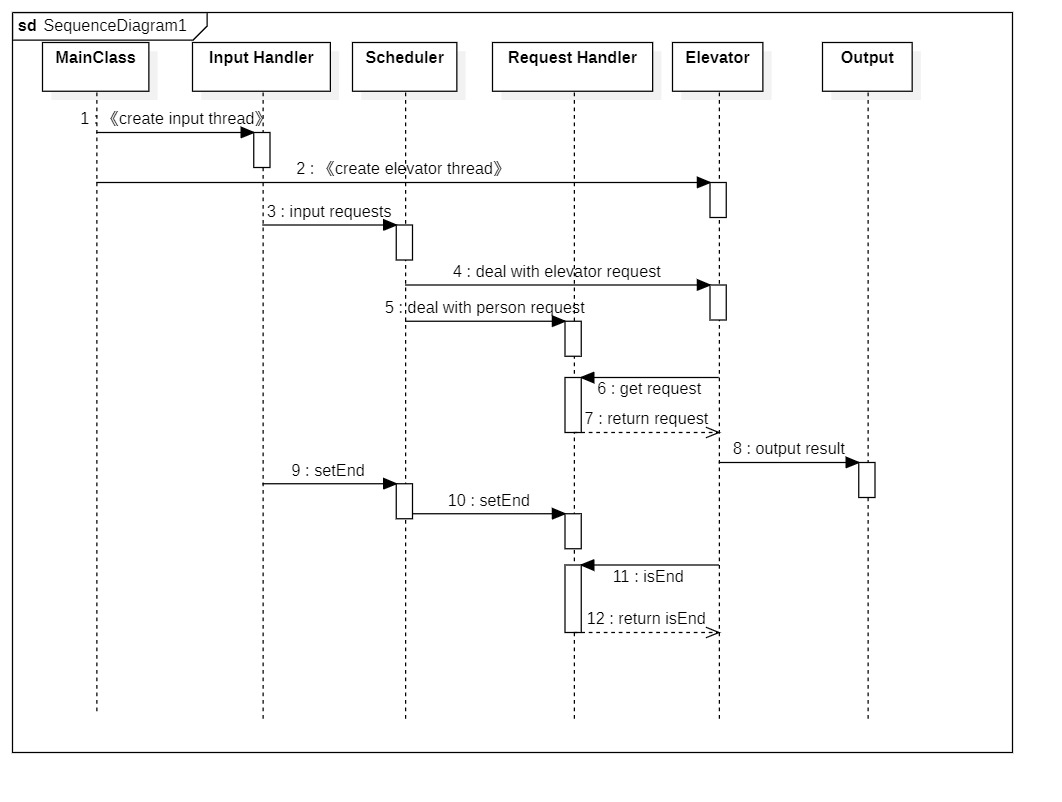 sd SequenceDiagram1
MainClass
Input Handler
Scheduler
Request Handler
Elevator
Output
1 : 《create input thread》
2 : 《create elevator thread》
3 : input requests
4 : deal with elevator request
5 : deal with person request
6 : get request
7 : return request
8 : output result
9 : setEnd
10 : setEnd
11 : isEnd
12 : return isEnd